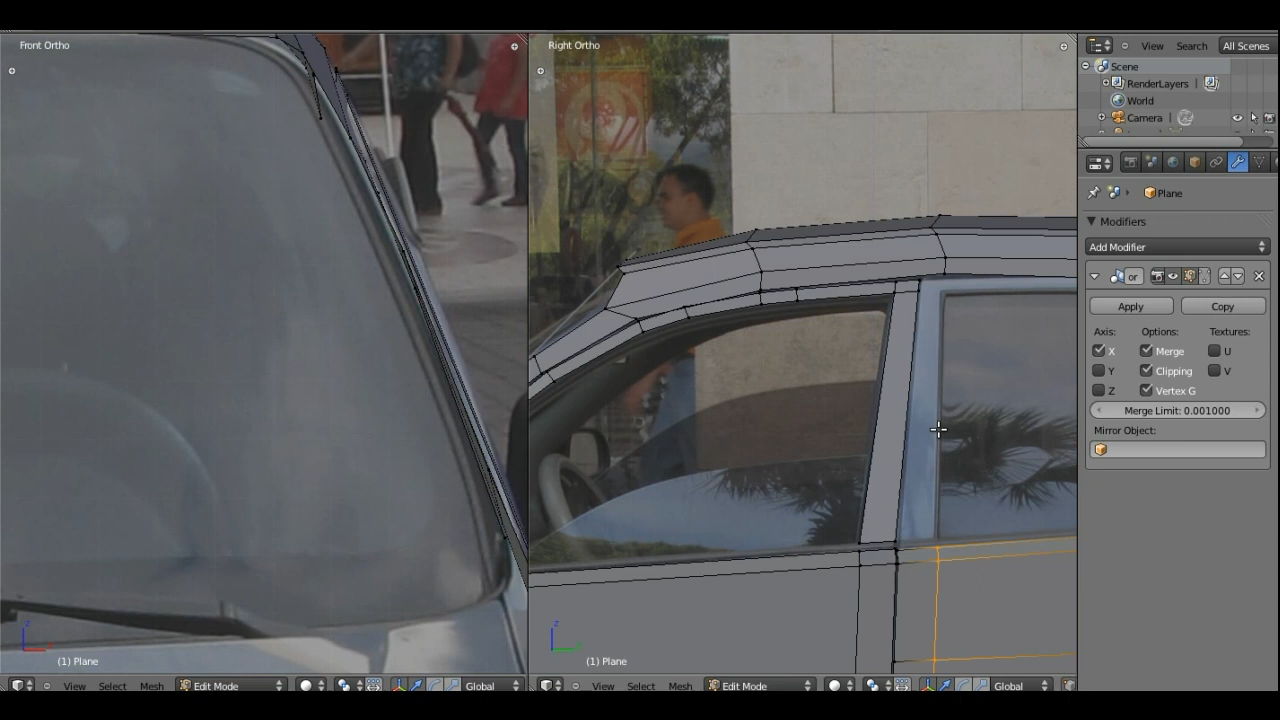 Front Ortho
Right Ortho
View Search All Scenes
Scene
RenderLayers
World
Camera
Plane
Modifiers
Add Modifier
or
Apply Copy
Axis: Options: Textures:
X Merge U
Y Clipping V
Z Vertex G
Merge Limit: 0.001000
Mirror Object:
z
(1) Plane
z
(1) Plane
View Select Mesh Edit Mode Global
View Select Mesh Edit Mode Global